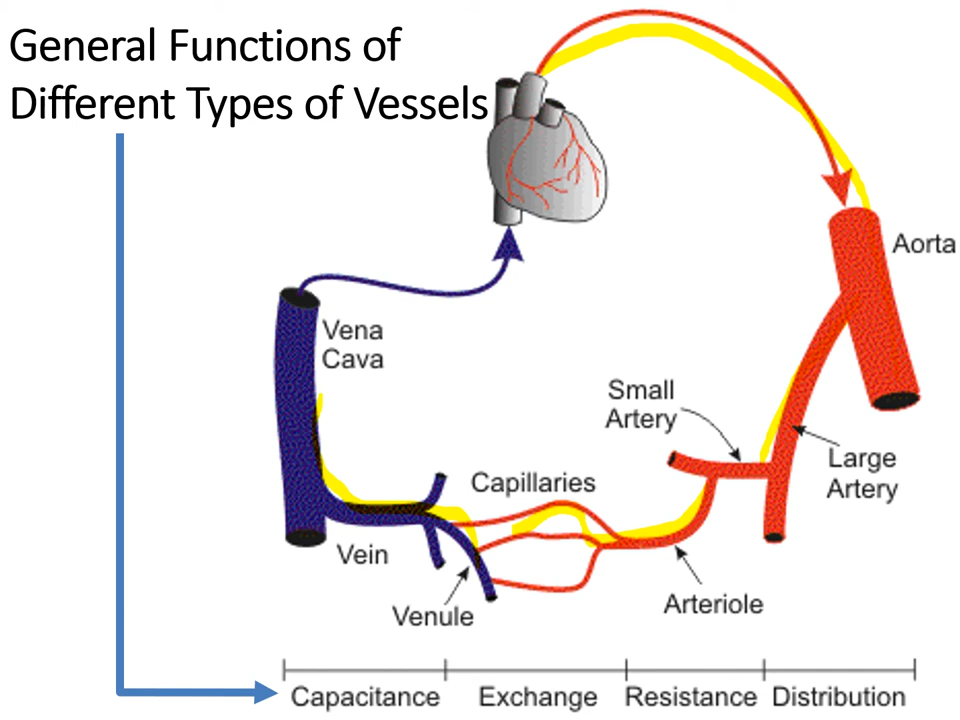 General Functions of
Different Types of Vessels
Aorta
Vena
Cava
Small
Artery
Large
Artery
Capillaries
Vein
Venule
Arteriole
Capacitance Exchange Resistance Distribution